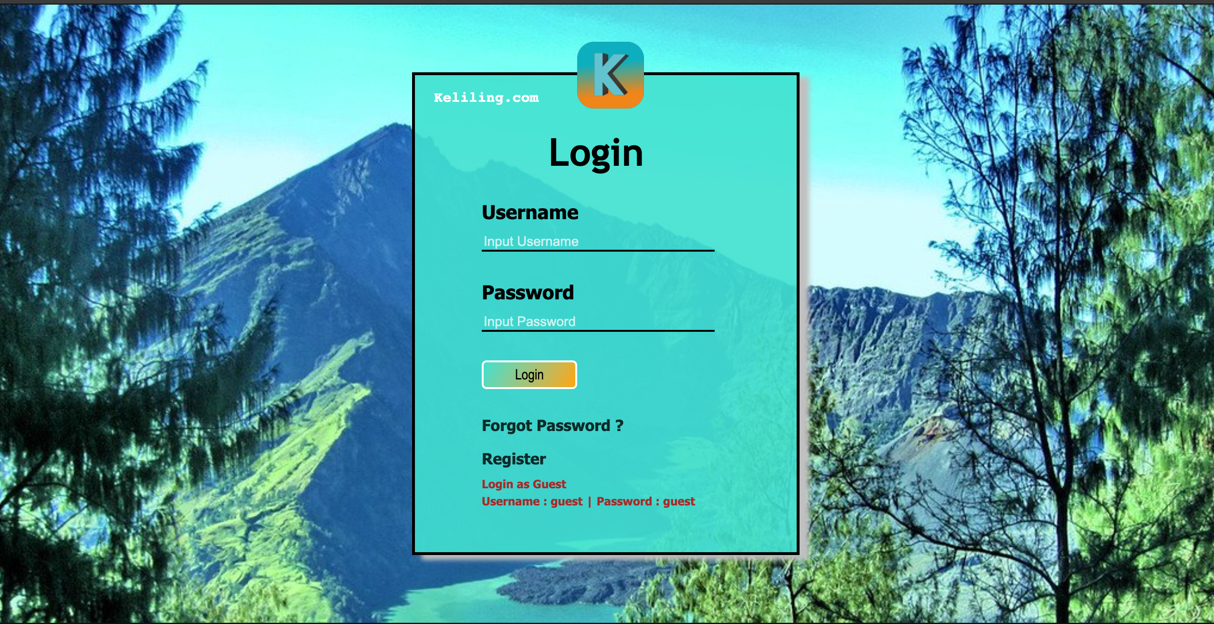 K
Keliling.com
Login
Username
Input Username
Password
Input Password
Login
Forgot Password ?
Register
Login as Guest
Username : guest | Password : guest